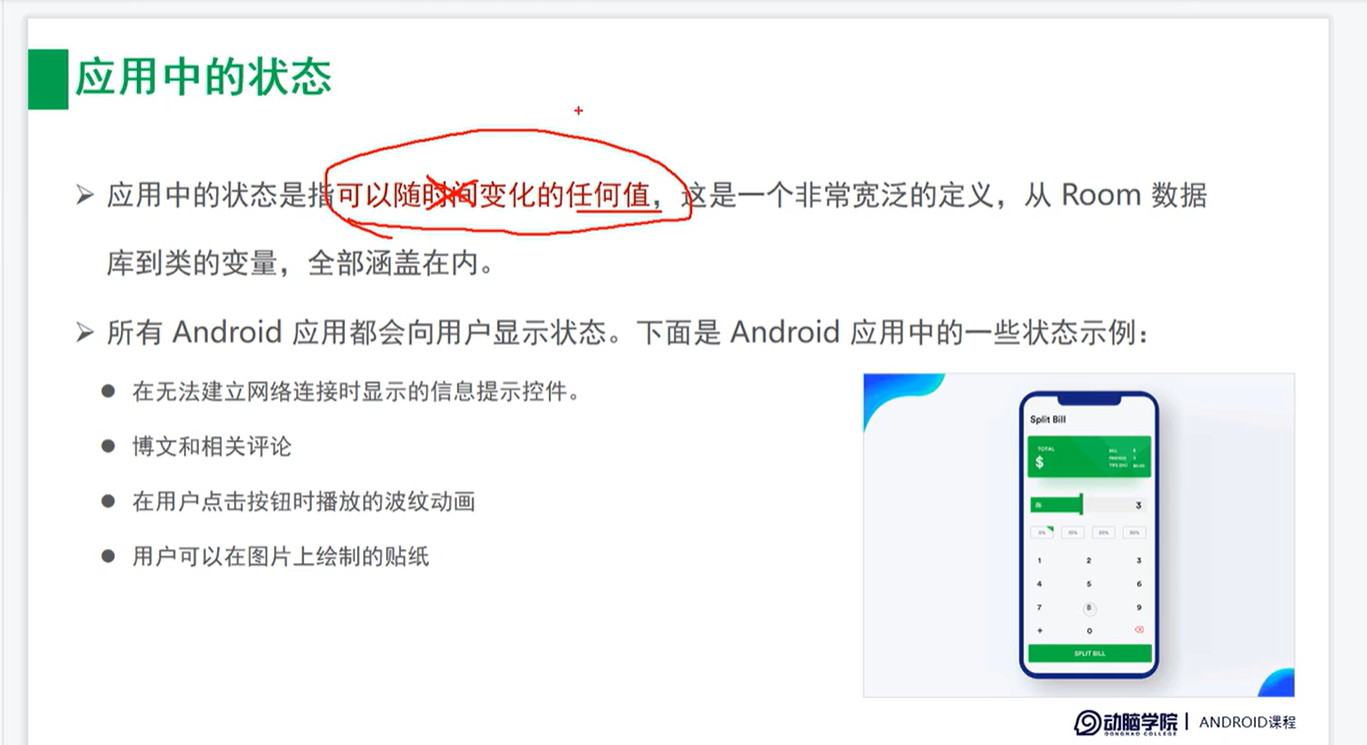 应用中的状态
应用中的状态是指可以随时间变化的任何值，这是一个非常宽泛的定义，从 Room 数据
库到类的变量，全部涵盖在内。
所有 Android 应用都会向用户显示状态。下面是 Android 应用中的一些状态示例：
在无法建立网络连接时显示的信息提示控件。
博文和相关评论
在用户点击按钮时播放的波纹动画
用户可以在图片上绘制的贴纸
Split Bill
TOTAL
$
BILL
FRIENDS
3
1 2 3
4 5 6
7 8 9
+ 0
SPLIT BILL
动脑学院 | ANDROID课程
DONGNAO COLLEGE